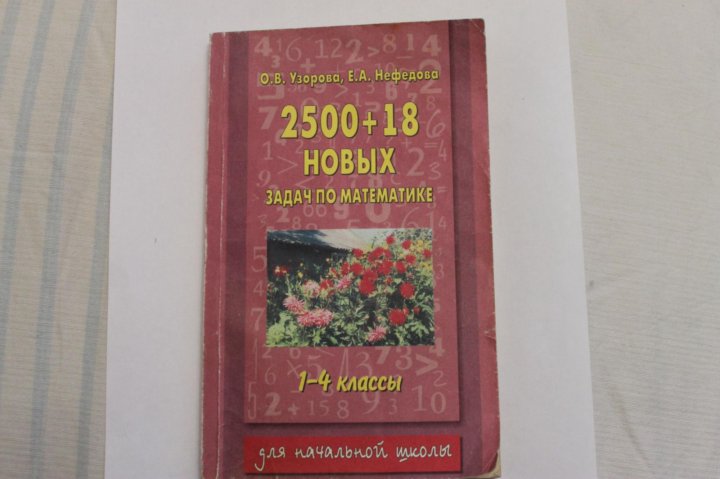 О.В. Узорова, Е.А. Нефедова
2500+18
НОВЫХ
ЗАДАЧ ПО МАТЕМАТИКЕ
1–4 классы
для начальной школы